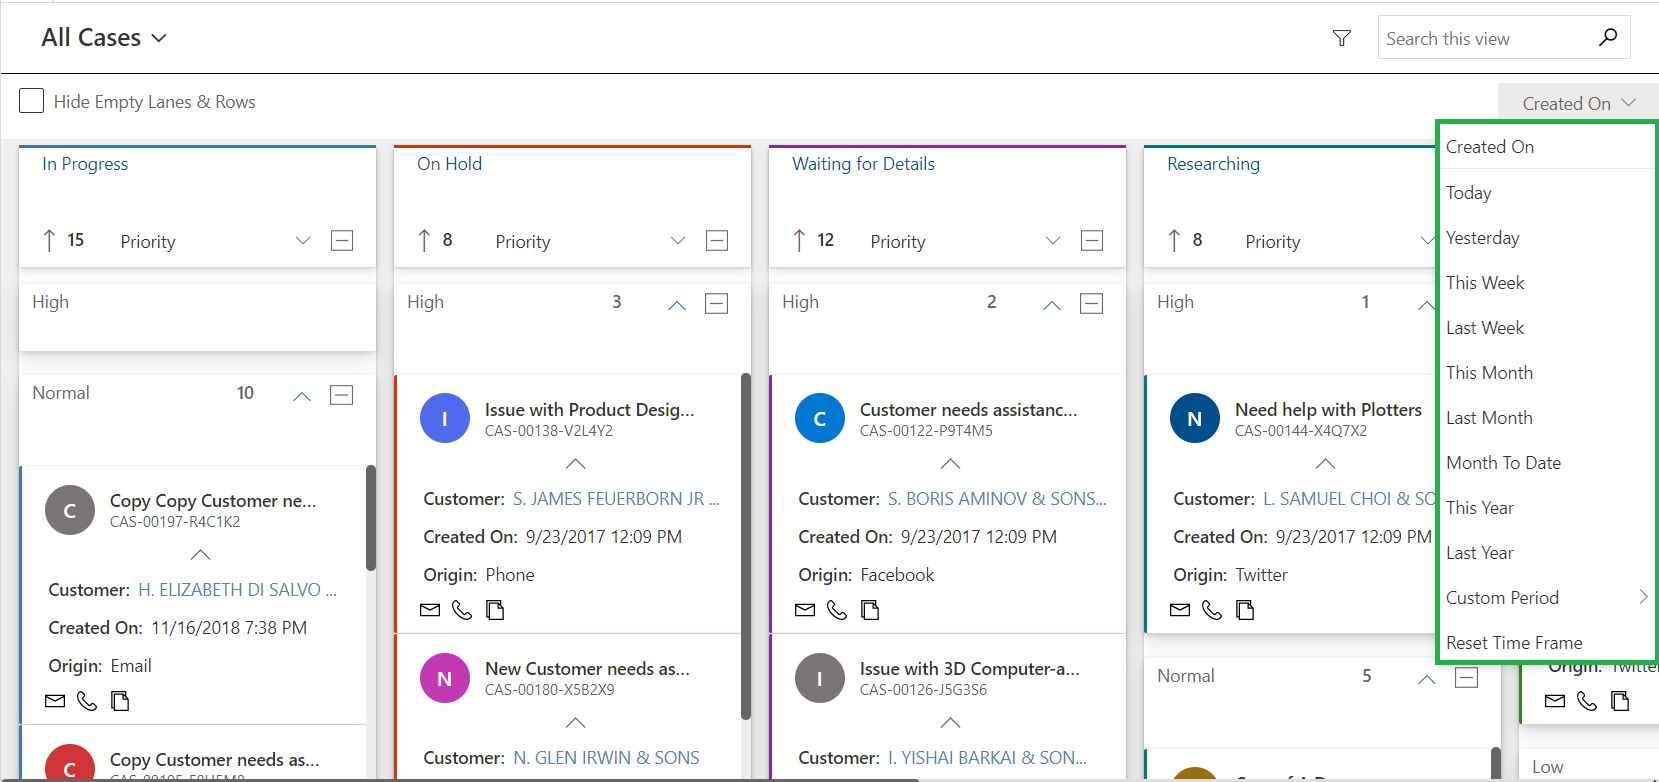 All Cases
Search this view
Hide Empty Lanes & Rows
Created On
In Progress
15 Priority
High
Normal 10
C
Copy Copy Customer ne...
CAS-00197-R4C1K2
Customer: H. ELIZABETH DI SALVO ...
Created On: 11/16/2018 7:38 PM
Origin: Email
C
Copy Customer needs as...
On Hold
8 Priority
High 3
I
Issue with Product Desig...
CAS-00138-V2L4Y2
Customer: S. JAMES FEUERBORN JR ...
Created On: 9/23/2017 12:09 PM
Origin: Phone
N
New Customer needs as...
CAS-00180-X5B2X9
Customer: N. GLEN IRWIN & SONS
Waiting for Details
12 Priority
High 2
C
Customer needs assistanc...
CAS-00122-P9T4M5
Customer: S. BORIS AMINOV & SONS...
Created On: 9/23/2017 12:09 PM
Origin: Facebook
I
Issue with 3D Computer-a...
CAS-00126-J5G3S6
Customer: I. YISHAI BARKAI & SON...
Researching
8 Priority
High 1
N
Need help with Plotters
CAS-00144-X4Q7X2
Customer: L. SAMUEL CHOI & SO
Created On: 9/23/2017 12:09 PM
Origin: Twitter
Normal 5
Created On
Today
Yesterday
This Week
Last Week
This Month
Last Month
Month To Date
This Year
Last Year
Custom Period
Reset Time Frame
Low